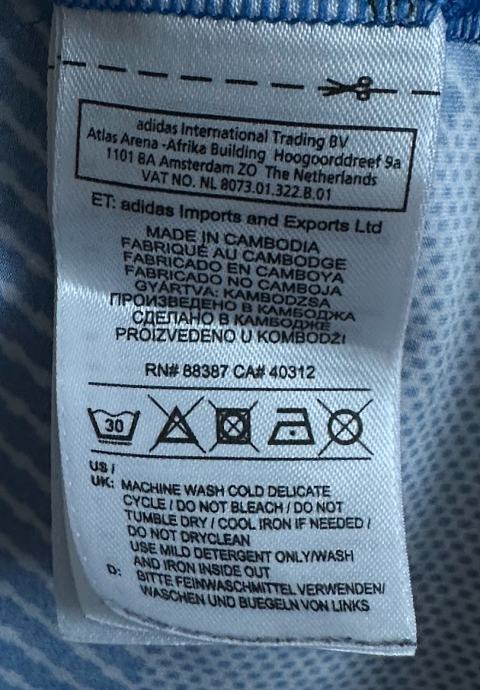 adidas International Trading BV
Atlas Arena -Afrika Building Hoogoorddreef 9a
1101 BA Amsterdam ZO The Netherlands
VAT NO. NL 8073.01.322.B.01
ET: adidas Imports and Exports Ltd
MADE IN CAMBODIA
FABRIQUÉ AU CAMBODGE
FABRICADO EN CAMBOYA
FABRICADO NO CAMBOJA
GYÁRTVA: KAMBODZSA
ПРОИЗВЕДЕНО В КАМБОДЖА
СДЕЛАНО В КАМБОДЖЕ
PROIZVEDENO U KOMBODŽI
RN# 88387 CA# 40312
30
US /
UK: MACHINE WASH COLD DELICATE
CYCLE / DO NOT BLEACH / DO NOT
TUMBLE DRY / COOL IRON IF NEEDED /
DO NOT DRYCLEAN
USE MILD DETERGENT ONLY/WASH
AND IRON INSIDE OUT
D: BITTE FEINWASCHMITTEL VERWENDEN/
WASCHEN UND BUEGELN VON LINKS